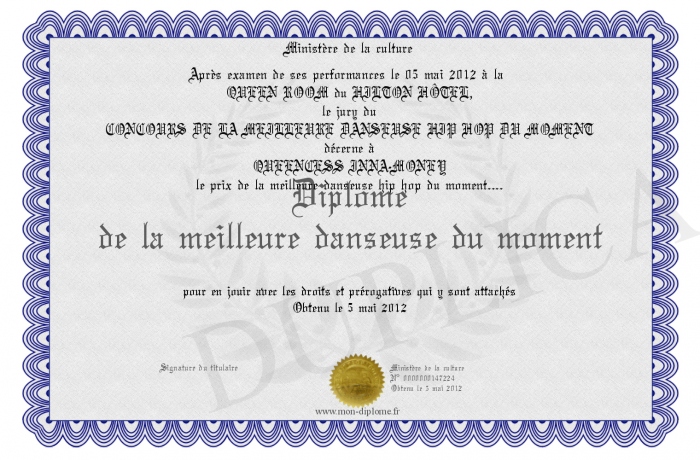 Ministère de la culture
Après examen de ses performances le 03 mai 2012 à la
QUEEN ROOM du HILTON HÔTEL,
le jury du
CONCOURS DE LA MEILLEURE DANSEUSE HIP HOP DU MOMENT
décerne à
QUEENCESS INNA-MONEY
le prix de la meilleure danseuse hip hop du moment....
Diplome
de la meilleure danseuse du moment
pour en jouir avec les droits et prérogatives qui y sont attachés
Obtenu le 3 mai 2012
DUPLICA
Signature du titulaire
Ministère de la culture
N° 0000000147224
Obtenu le 3 mai 2012
www.mon-diplome.fr